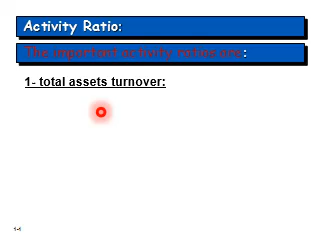 Activity Ratio:
The important activity ratios are:
1- total assets turnover:
1-4